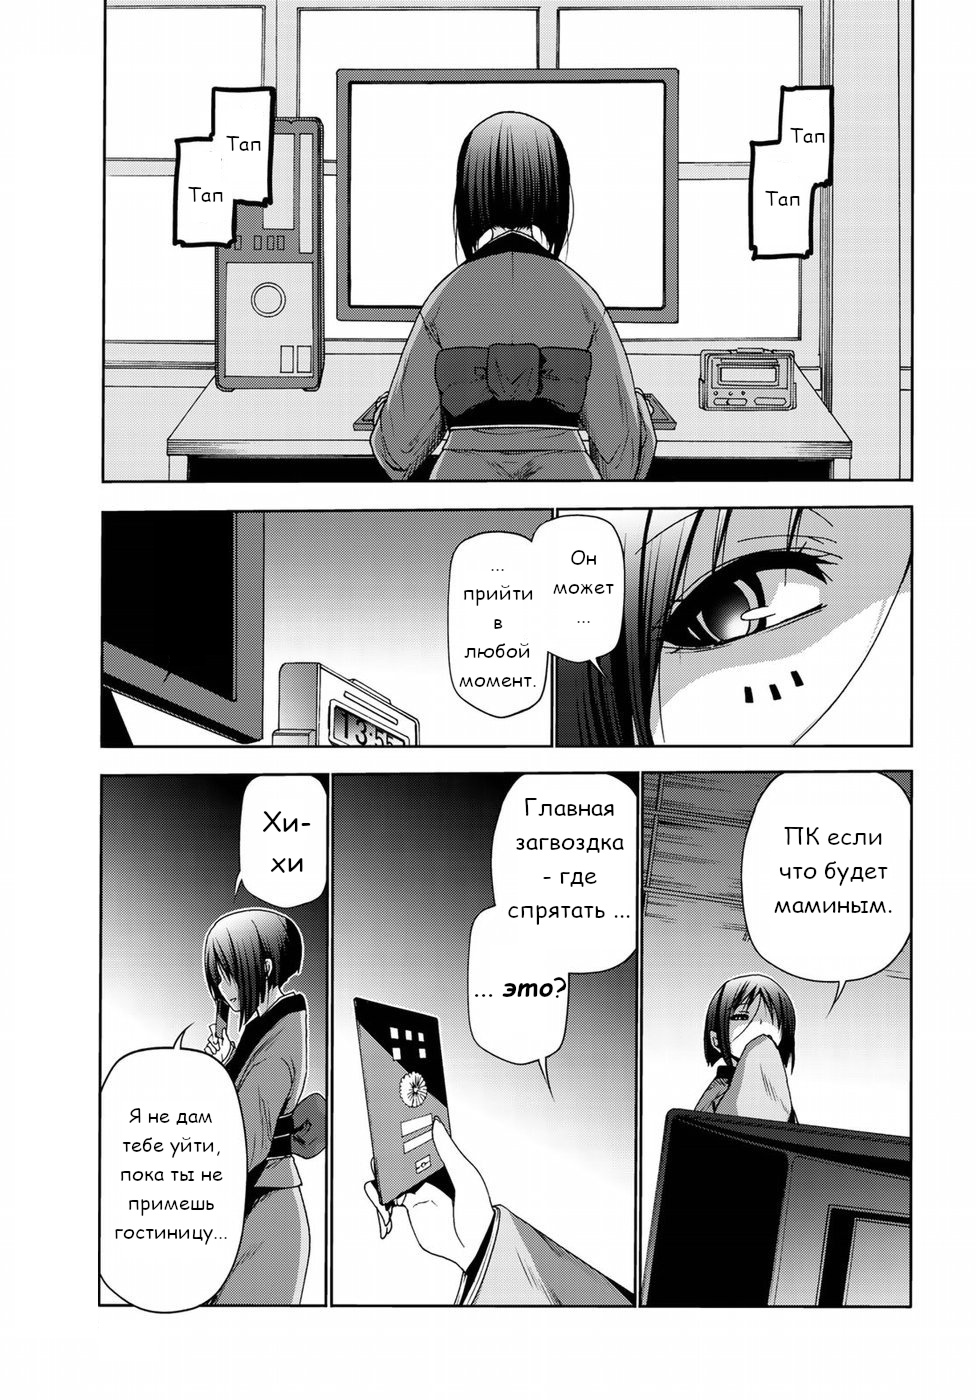 Тап
Тап
Тап
Тап
Он
может
...
...
прийти
в
любой
момент.
13:55
ПК если
что будет
маминым.
Главная
загвоздка
- где
спрятать ...
... это?
Хи-
хи
Я не дам
тебе уйти,
пока ты не
примешь
гостиницу...